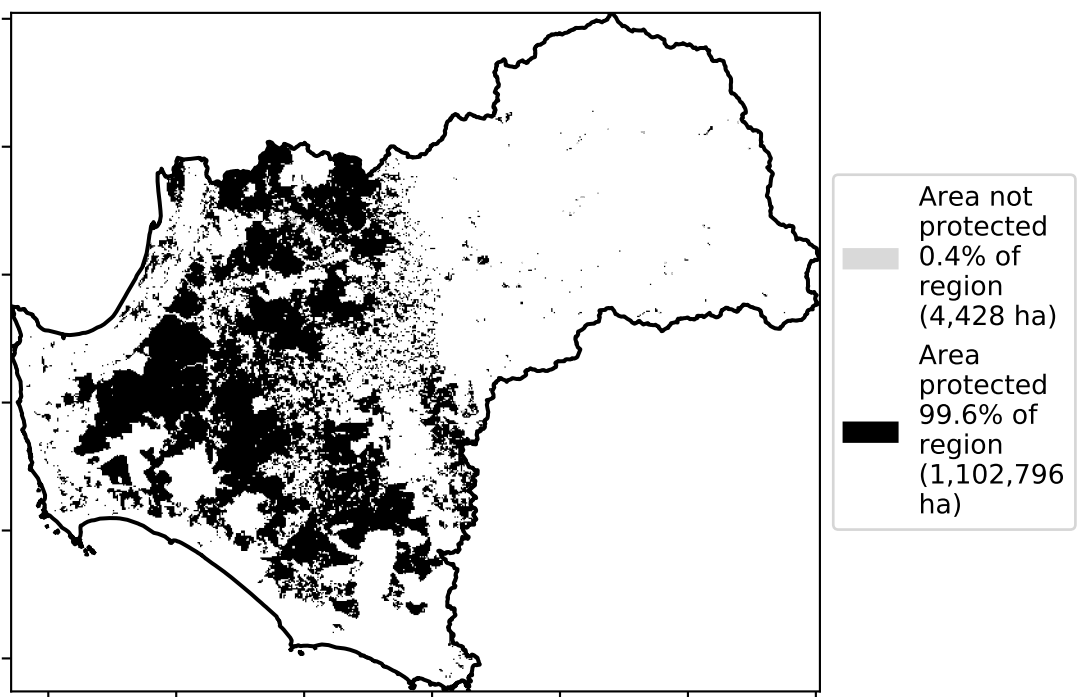 Area not
protected
0.4% of
region
(4,428 ha)
Area
protected
99.6% of
region
(1,102,796
ha)